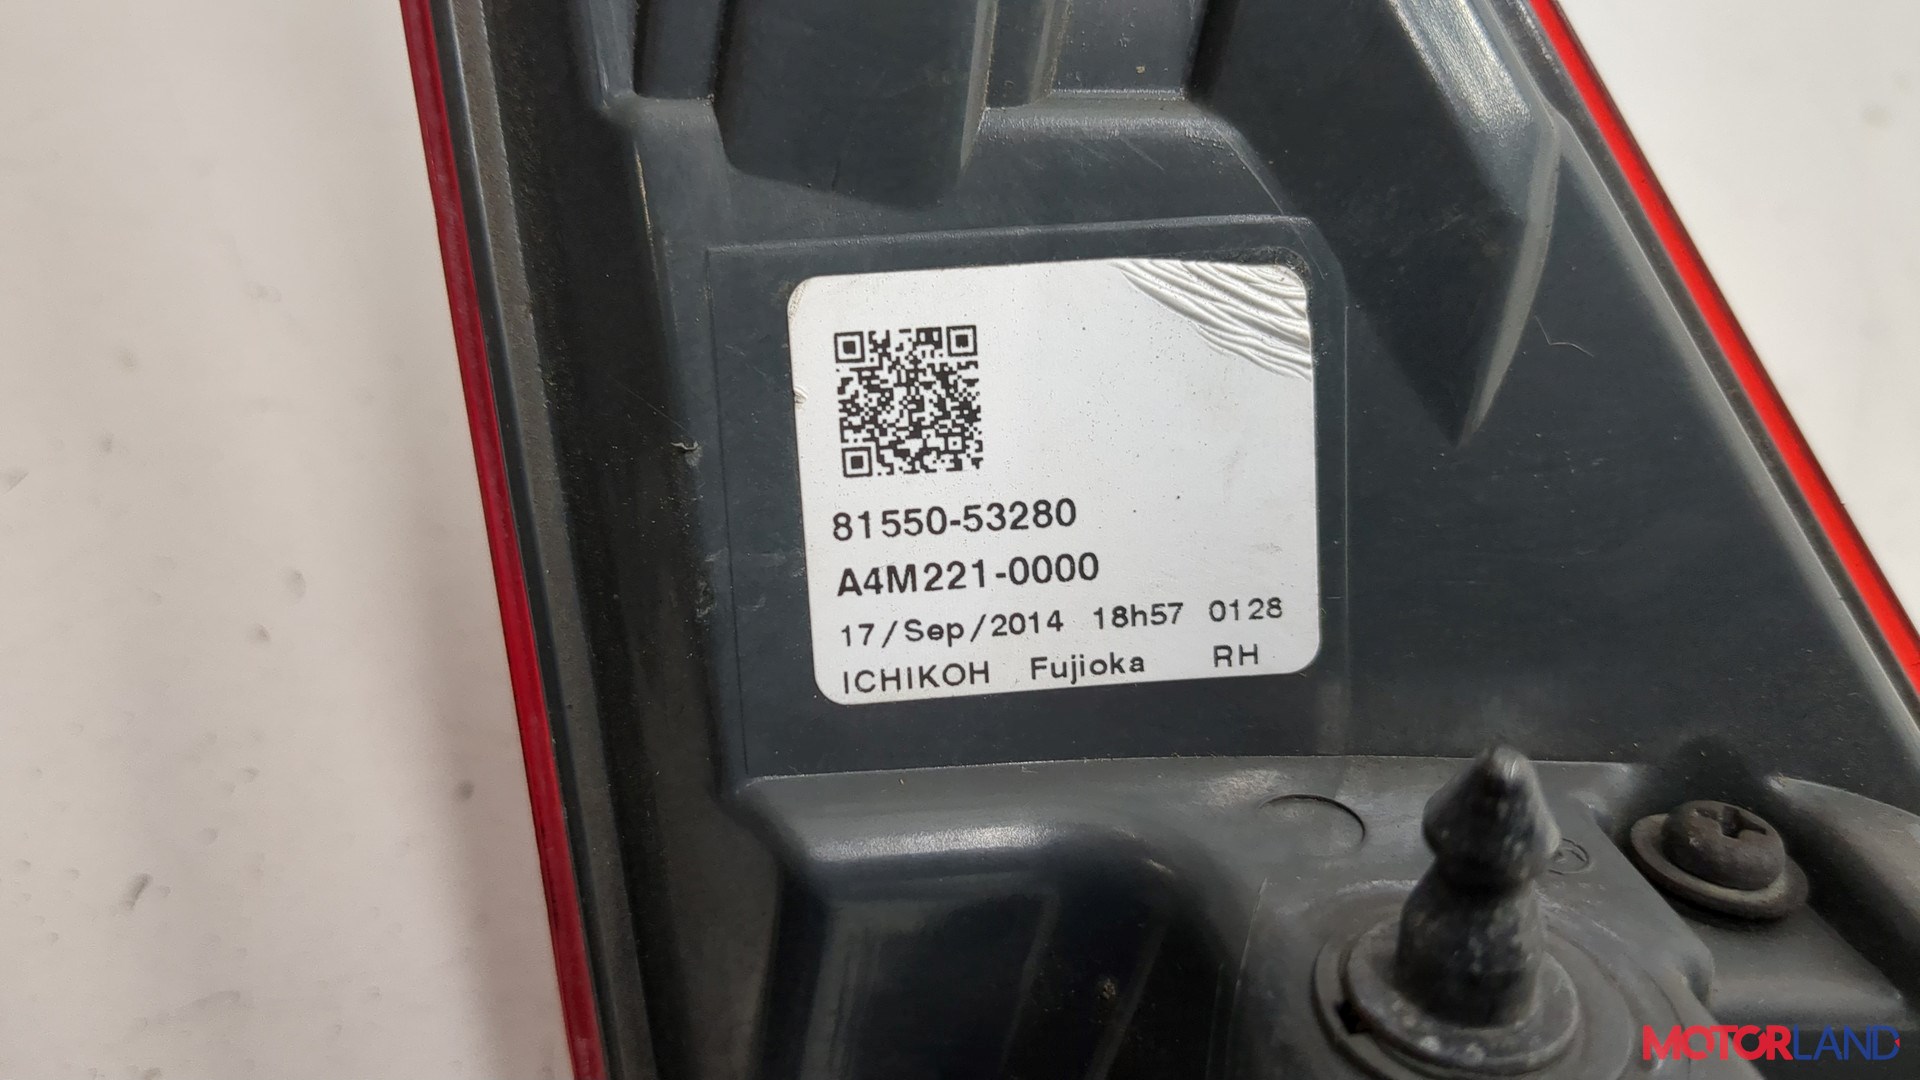 81550-53280
A4M221-0000
17/Sep/2014 18h57 0128
ICHIKOH Fujioka RH
MOTORLAND